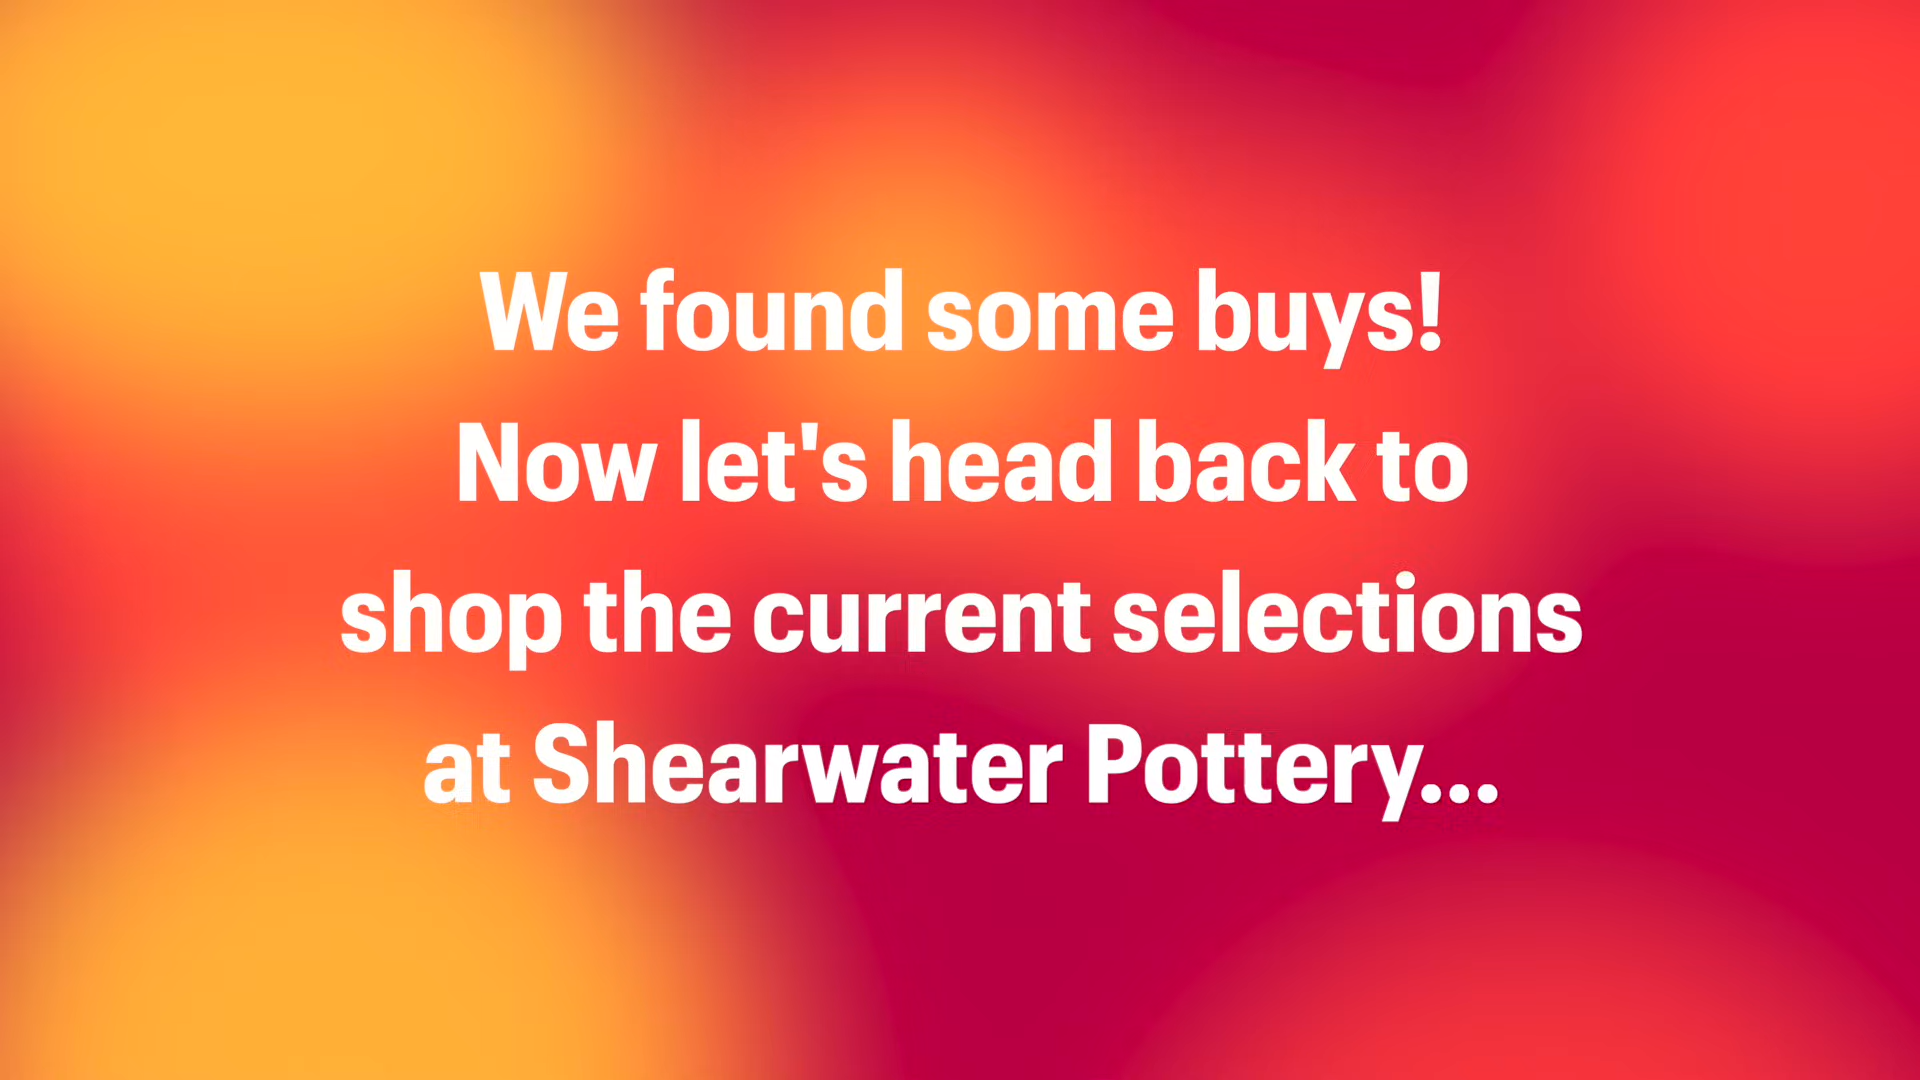 We found some buys!
Now let's head back to
shop the current selections
at Shearwater Pottery...